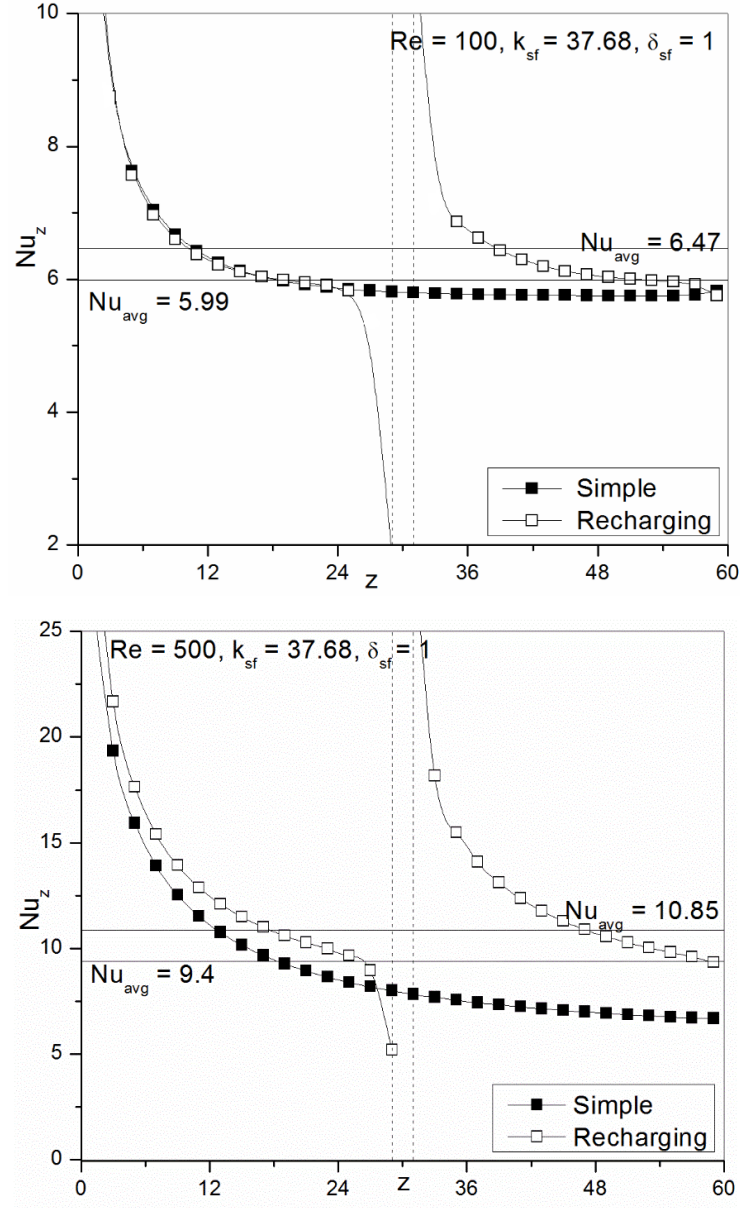 10
Re = 100, k_sf = 37.68, δ_sf = 1
8
Nu_z
Nu_avg = 6.47
6
Nu_avg = 5.99
4
Simple
Recharging
2
0 12 24 36 48 60
z
25
Re = 500, k_sf = 37.68, δ_sf = 1
20
15
Nu_z
Nu_avg = 10.85
10
Nu_avg = 9.4
5
Simple
Recharging
0
0 12 24 z 36 48 60